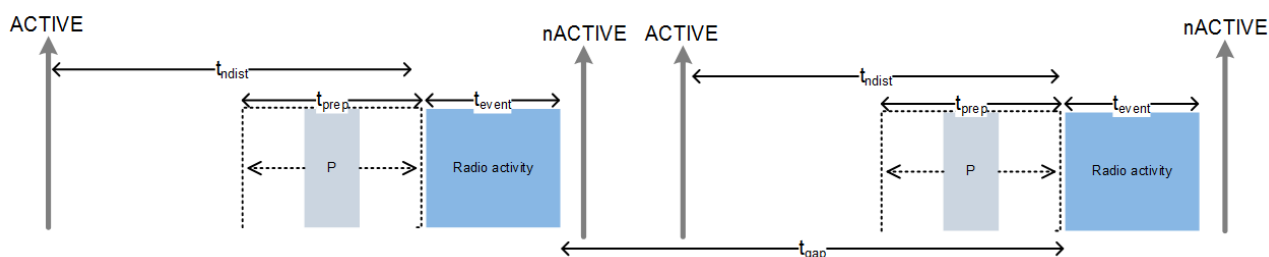 ACTIVE
nACTIVE
ACTIVE
nACTIVE
tndist
tndist
tprep
tevent
tprep
tevent
P
Radio activity
P
Radio activity
tgap